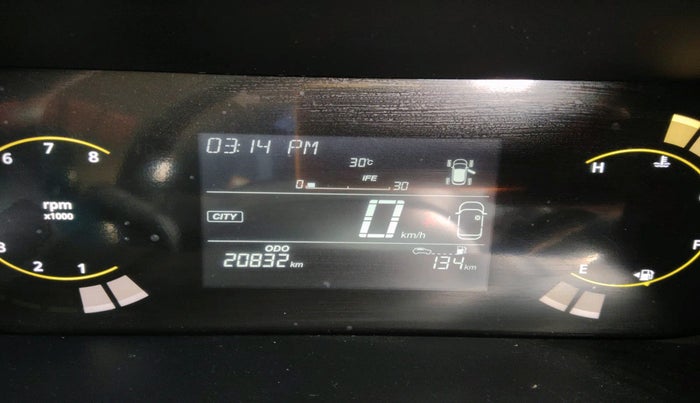 03:14 PM
30°C
IFE
0 30
6 7 8
rpm
x1000
3 2 1
CITY
0 km/h
ODO
20832 km
134 km
H
F
E